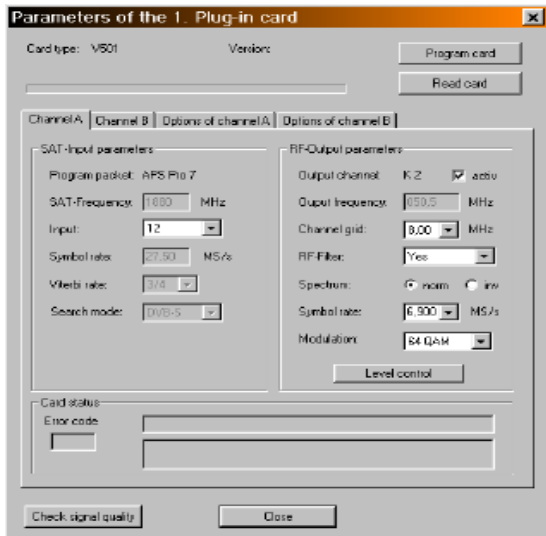 Parameters of the 1. Plug-in card
Card type: V501 Version:
Program card
Read card
Channel A Channel B Options of channel A Options of channel B
SAT-Input parameters
Program packet: APS Pro 7
SAT-Frequency: 1880 MHz
Input: 12
Symbol rate: 27,50 MS/s
Viterbi rate: 3/4
Search mode: DVB-S
RF-Output parameters
Output channel: K 2 activ
Ouput frequency: 850,5 MHz
Channel grid: 8,00 MHz
RF-Filter: Yes
Spectrum: norm inv
Symbol rate: 6,900 MS/s
Modulation: 64 QAM
Level control
Card status
Error code
Check signal quality Close